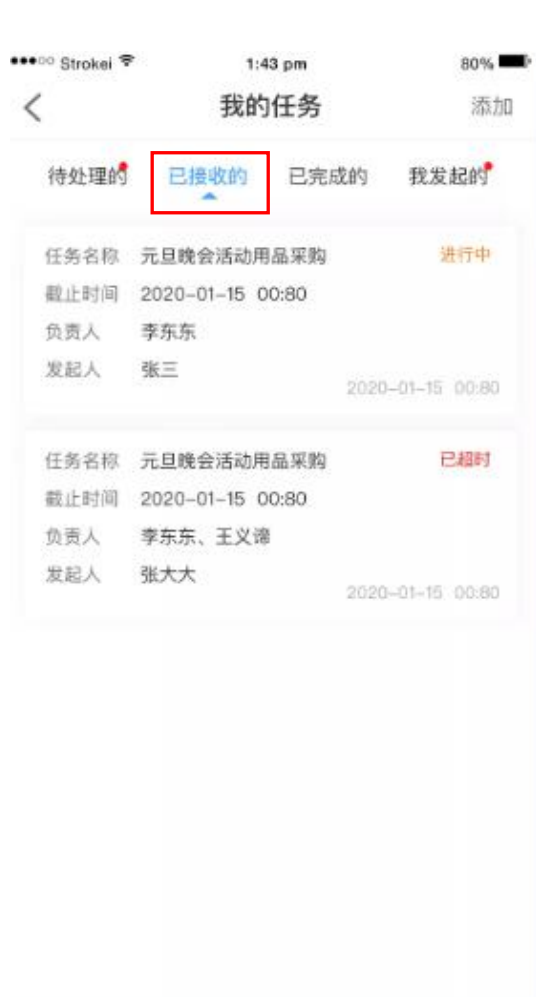 Strokei 1:43 pm 80%
我的任务 添加
待处理的 已接收的 已完成的 我发起的
任务名称 元旦晚会活动用品采购 进行中
截止时间 2020-01-15 00:80
负责人 李东东
发起人 张三
2020-01-15 00:80
任务名称 元旦晚会活动用品采购 已超时
截止时间 2020-01-15 00:80
负责人 李东东、王义谛
发起人 张大大
2020-01-15 00:80